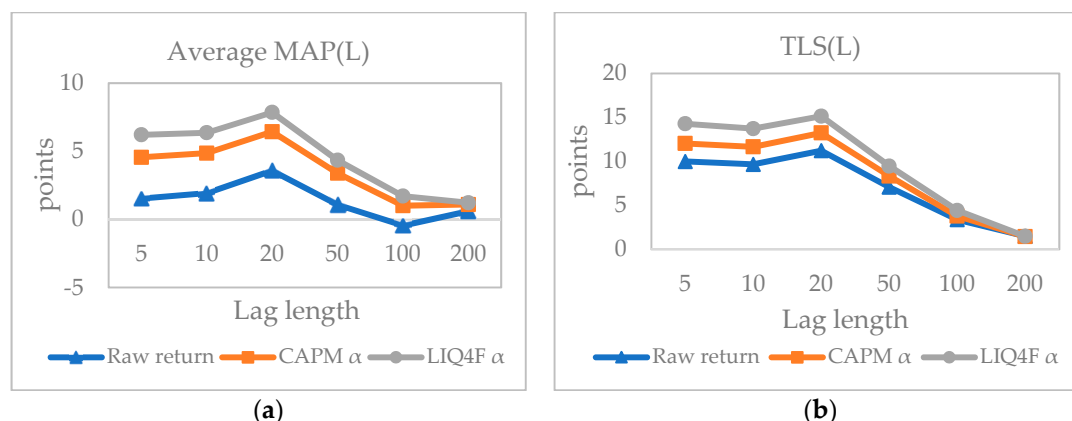 Average MAP(L)
10
5
0
-5
points
5 10 20 50 100 200
Lag length
Raw return CAPM α LIQ4F α
(a)
TLS(L)
20
15
10
5
0
points
5 10 20 50 100 200
Lag length
Raw return CAPM α LIQ4F α
(b)